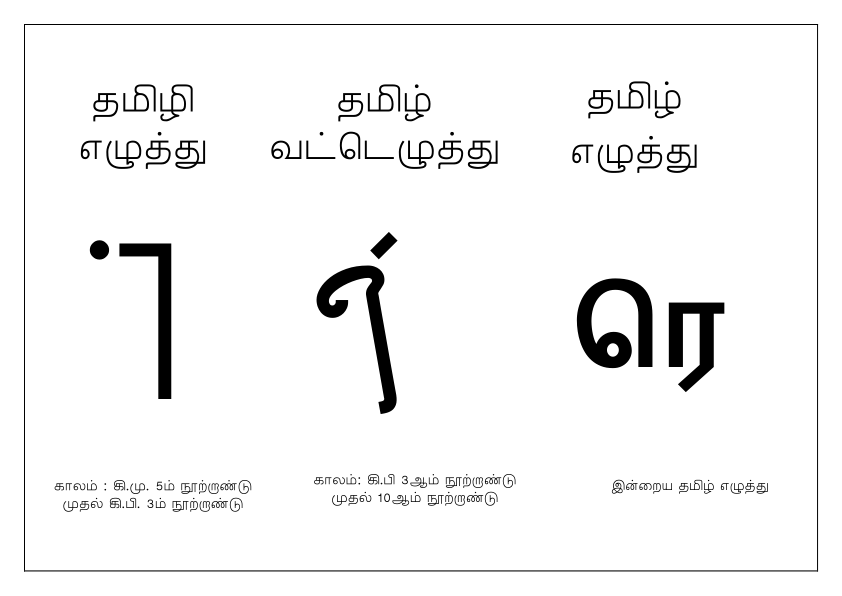 தமிழி
எழுத்து
தமிழ்
வட்டெழுத்து
தமிழ்
எழுத்து
ரெ
காலம் : கி.மு. 5ம் நூற்றாண்டு
முதல் கி.பி. 3ம் நூற்றாண்டு
காலம்: கி.பி 3ஆம் நூற்றாண்டு
முதல் 10ஆம் நூற்றாண்டு
இன்றைய தமிழ் எழுத்து